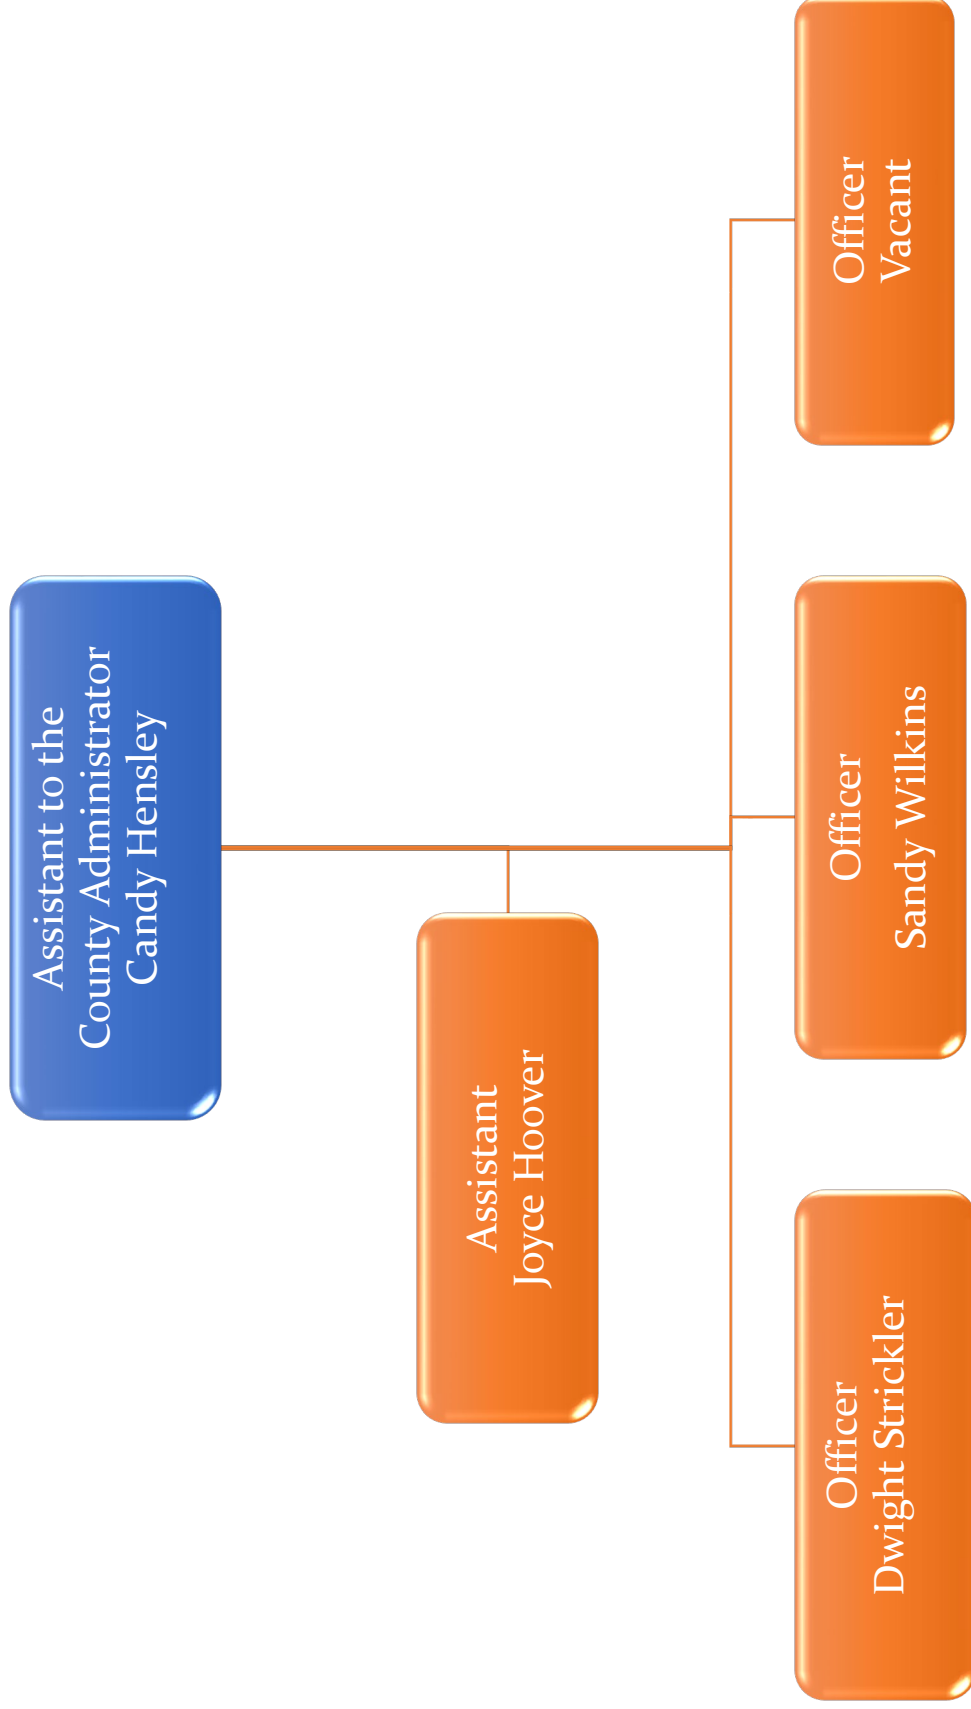 Assistant to the
County Administrator
Candy Hensley
Assistant
Joyce Hoover
Officer
Dwight Strickler
Officer
Sandy Wilkins
Officer
Vacant